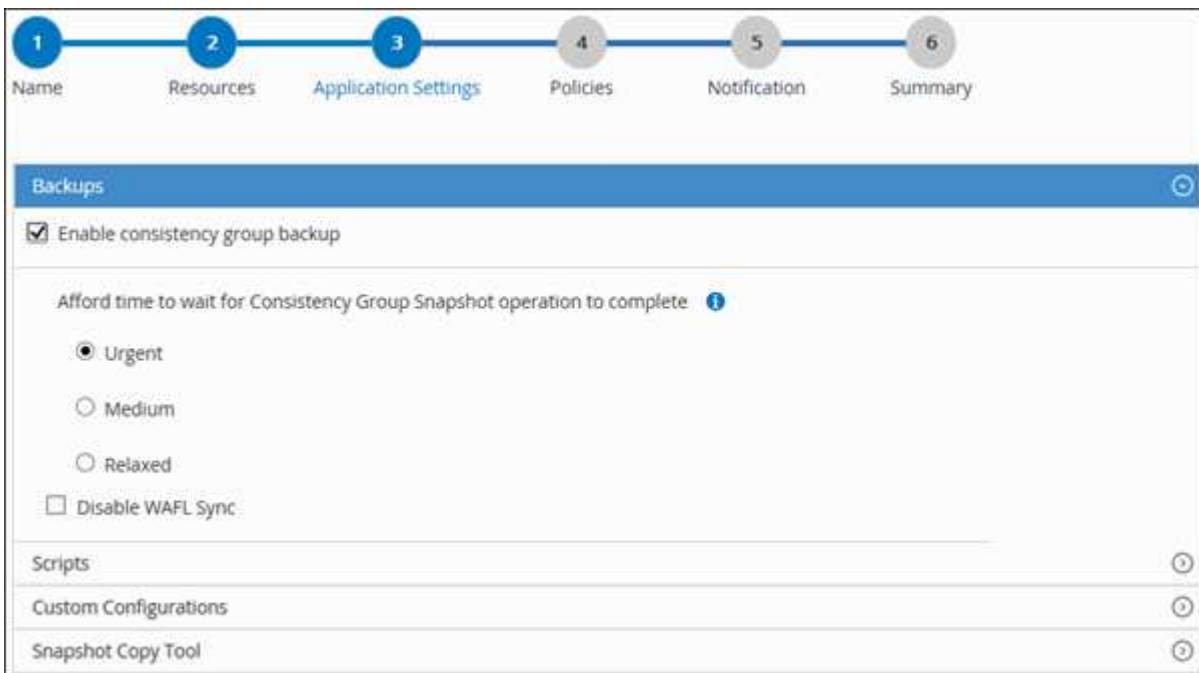 1 2 3 4 5 6
Name Resources Application Settings Policies Notification Summary
Backups
Enable consistency group backup
Afford time to wait for Consistency Group Snapshot operation to complete i
Urgent
Medium
Relaxed
Disable WAFL Sync
Scripts
Custom Configurations
Snapshot Copy Tool